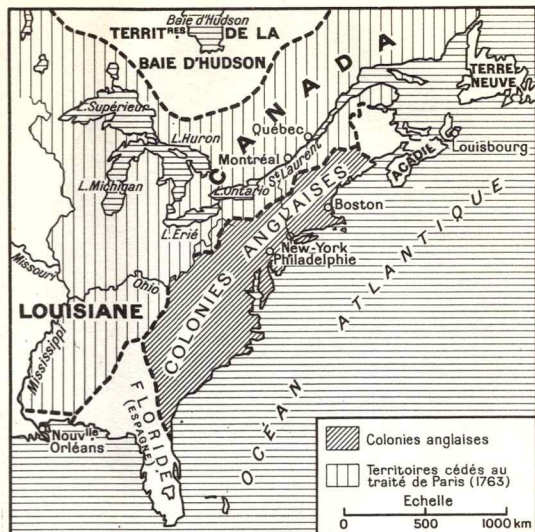 Baie d'Hudson
TERRITRES DE LA
BAIE D'HUDSON
CANADA
TERRE
NEUVE
L. Supérieur
L. Huron
Québec
Montréal
St Laurent
Louisbourg
ACADIE
L. Michigan
L. Ontario
L. Erié
Boston
New-York
Philadelphie
COLONIES ANGLAISES
OCÉAN ATLANTIQUE
Missouri
Ohio
LOUISIANE
Mississippi
FLORIDE
(ESPAGNE)
Nouvlle
Orléans
Colonies anglaises
Territoires cédés au
traité de Paris (1763)
Echelle
0 500 1000 km